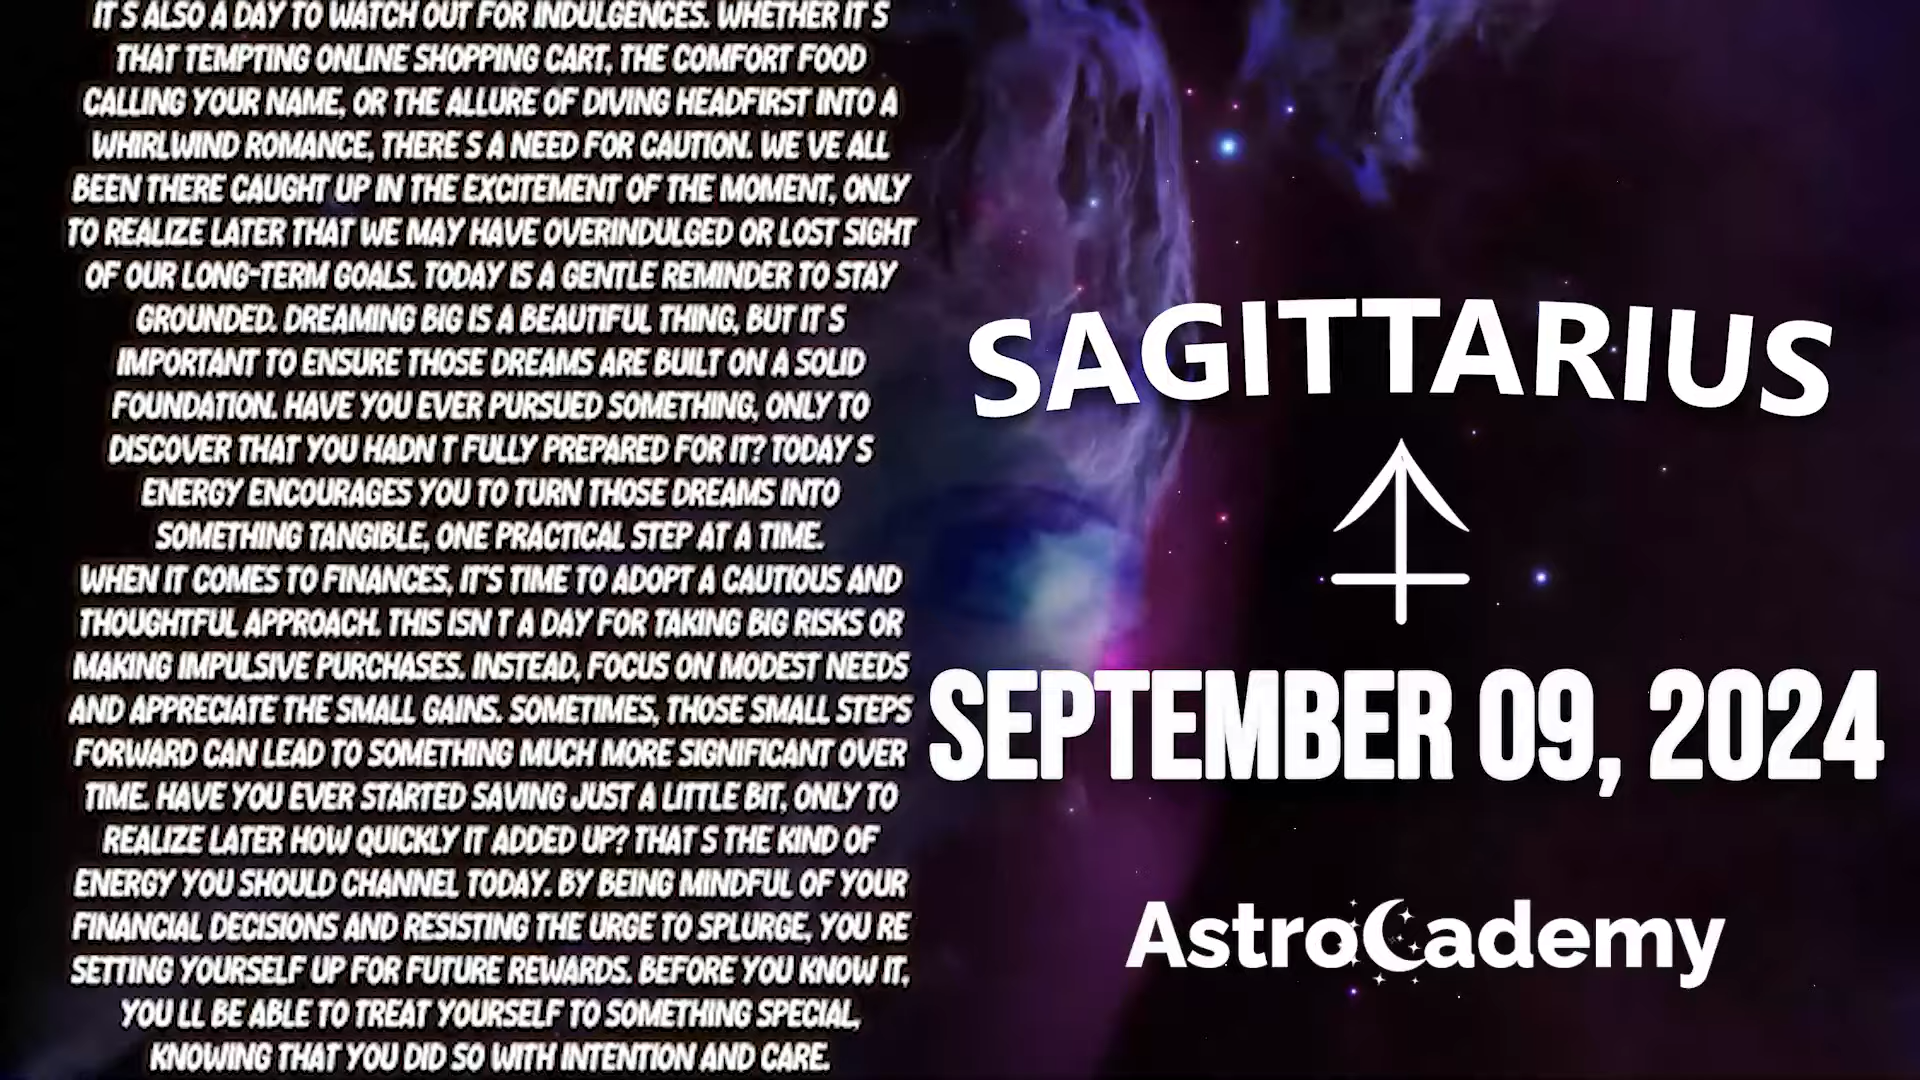 IT S ALSO A DAY TO WATCH OUT FOR INDULGENCES. WHETHER IT S
THAT TEMPTING ONLINE SHOPPING CART, THE COMFORT FOOD
CALLING YOUR NAME, OR THE ALLURE OF DIVING HEADFIRST INTO A
WHIRLWIND ROMANCE, THERE S A NEED FOR CAUTION. WE VE ALL
BEEN THERE CAUGHT UP IN THE EXCITEMENT OF THE MOMENT, ONLY
TO REALIZE LATER THAT WE MAY HAVE OVERINDULGED OR LOST SIGHT
OF OUR LONG-TERM GOALS. TODAY IS A GENTLE REMINDER TO STAY
GROUNDED. DREAMING BIG IS A BEAUTIFUL THING, BUT IT S
IMPORTANT TO ENSURE THOSE DREAMS ARE BUILT ON A SOLID
FOUNDATION. HAVE YOU EVER PURSUED SOMETHING, ONLY TO
DISCOVER THAT YOU HADN T FULLY PREPARED FOR IT? TODAY S
ENERGY ENCOURAGES YOU TO TURN THOSE DREAMS INTO
SOMETHING TANGIBLE, ONE PRACTICAL STEP AT A TIME.
WHEN IT COMES TO FINANCES, IT'S TIME TO ADOPT A CAUTIOUS AND
THOUGHTFUL APPROACH. THIS ISN T A DAY FOR TAKING BIG RISKS OR
MAKING IMPULSIVE PURCHASES. INSTEAD, FOCUS ON MODEST NEEDS
AND APPRECIATE THE SMALL GAINS. SOMETIMES, THOSE SMALL STEPS
FORWARD CAN LEAD TO SOMETHING MUCH MORE SIGNIFICANT OVER
TIME. HAVE YOU EVER STARTED SAVING JUST A LITTLE BIT, ONLY TO
REALIZE LATER HOW QUICKLY IT ADDED UP? THAT S THE KIND OF
ENERGY YOU SHOULD CHANNEL TODAY. BY BEING MINDFUL OF YOUR
FINANCIAL DECISIONS AND RESISTING THE URGE TO SPLURGE, YOU RE
SETTING YOURSELF UP FOR FUTURE REWARDS. BEFORE YOU KNOW IT,
YOU LL BE ABLE TO TREAT YOURSELF TO SOMETHING SPECIAL,
KNOWING THAT YOU DID SO WITH INTENTION AND CARE.
SAGITTARIUS
SEPTEMBER 09, 2024
AstroCademy